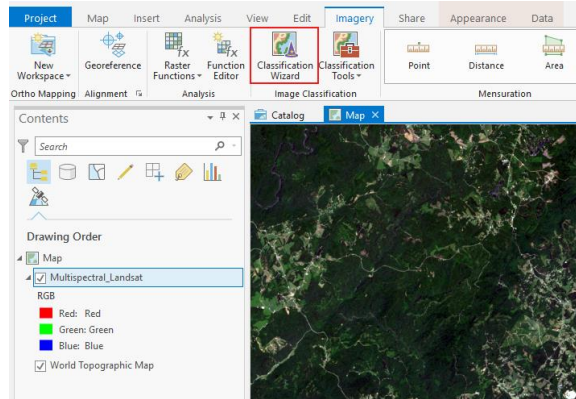 Project Map Insert Analysis View Edit Imagery Share Appearance Data
New Workspace Georeference Raster Functions Function Editor Classification Wizard Classification Tools Point Distance Area
Ortho Mapping Alignment Analysis Image Classification Mensuration
Contents Catalog Map
Search
Drawing Order
Map
Multispectral_Landsat
RGB
Red: Red
Green: Green
Blue: Blue
World Topographic Map